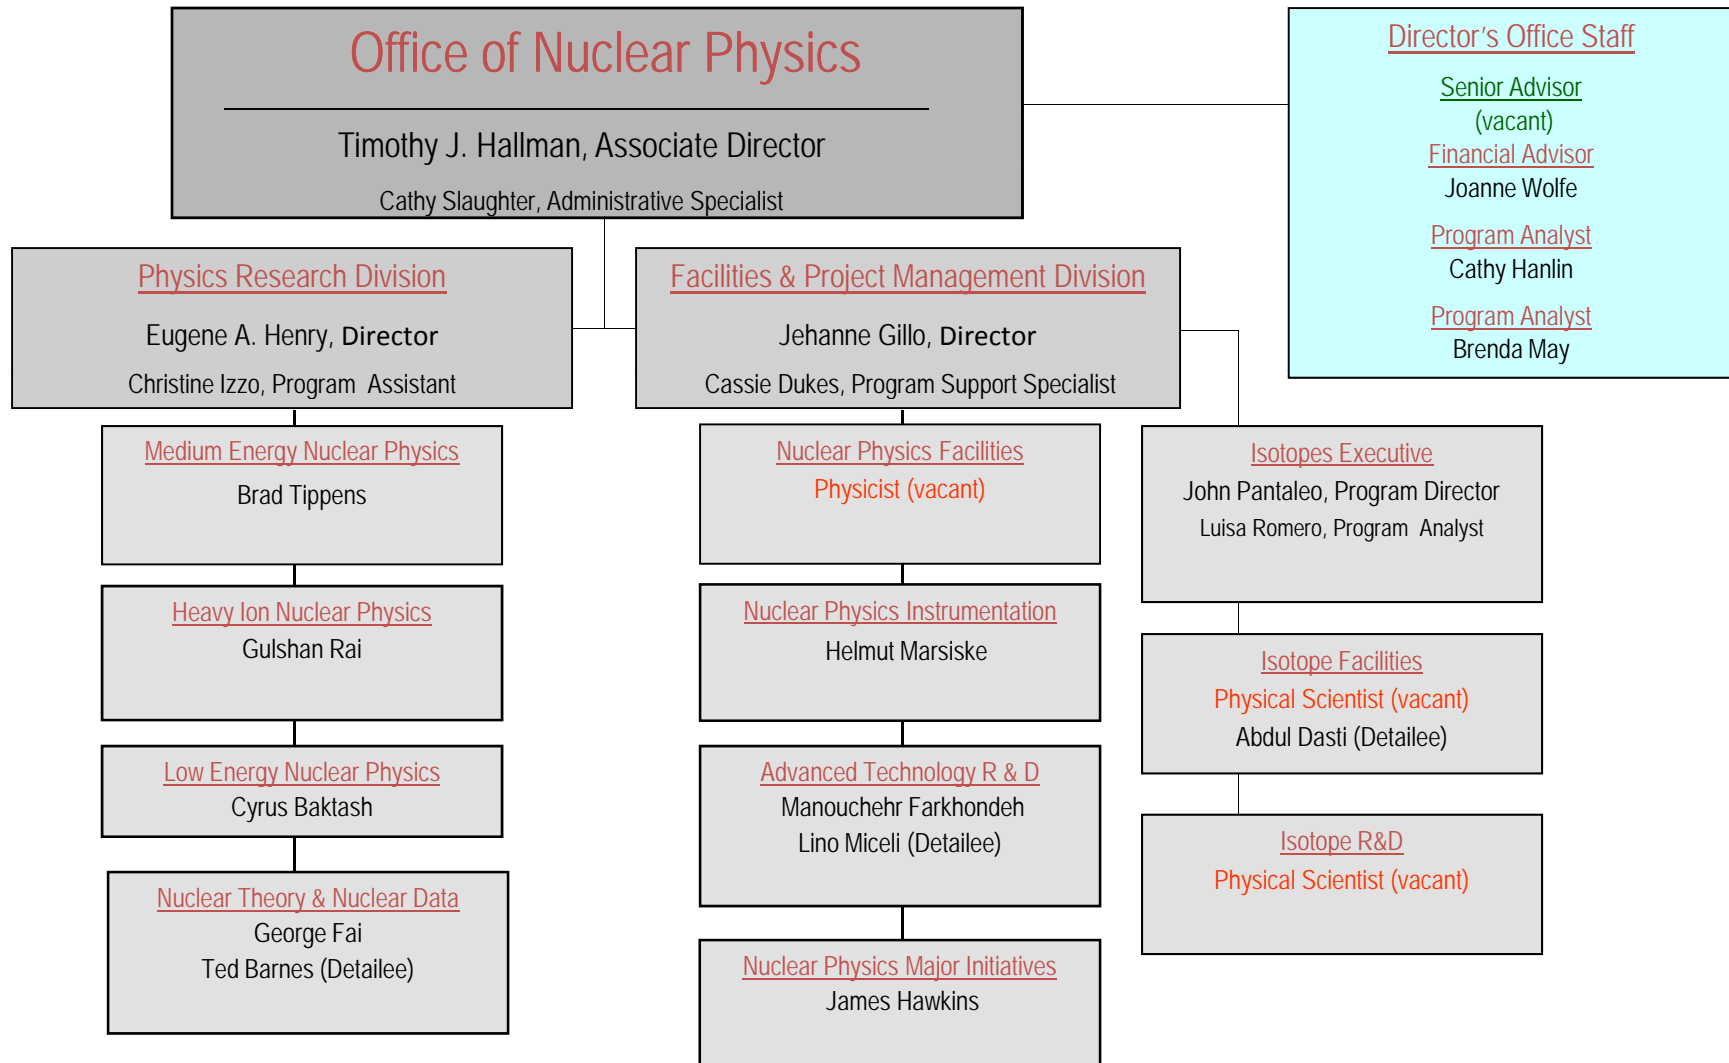 Office of Nuclear Physics
Timothy J. Hallman, Associate Director
Cathy Slaughter, Administrative Specialist
Director's Office Staff
Senior Advisor
(vacant)
Financial Advisor
Joanne Wolfe
Program Analyst
Cathy Hanlin
Program Analyst
Brenda May
Physics Research Division
Eugene A. Henry, Director
Christine Izzo, Program Assistant
Medium Energy Nuclear Physics
Brad Tippens
Heavy Ion Nuclear Physics
Gulshan Rai
Low Energy Nuclear Physics
Cyrus Baktash
Nuclear Theory & Nuclear Data
George Fai
Ted Barnes (Detailee)
Facilities & Project Management Division
Jehanne Gillo, Director
Cassie Dukes, Program Support Specialist
Nuclear Physics Facilities
Physicist (vacant)
Nuclear Physics Instrumentation
Helmut Marsiske
Advanced Technology R & D
Manouchehr Farkhondeh
Lino Miceli (Detailee)
Nuclear Physics Major Initiatives
James Hawkins
Isotopes Executive
John Pantaleo, Program Director
Luisa Romero, Program Analyst
Isotope Facilities
Physical Scientist (vacant)
Abdul Dasti (Detailee)
Isotope R&D
Physical Scientist (vacant)